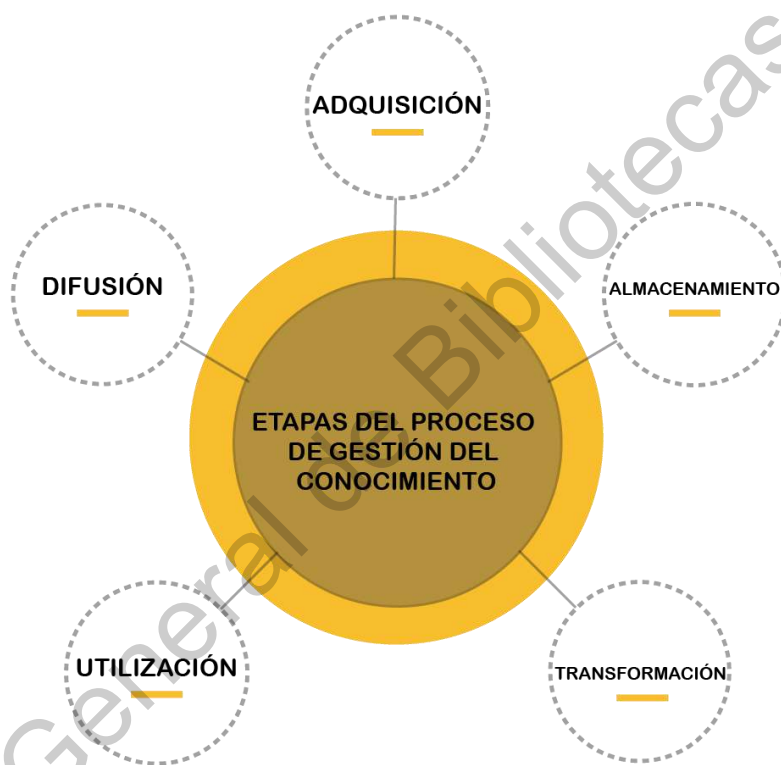 ADQUISICIÓN
ALMACENAMIENTO
TRANSFORMACIÓN
UTILIZACIÓN
DIFUSIÓN
ETAPAS DEL PROCESO
DE GESTIÓN DEL
CONOCIMIENTO
General de Bibliotecas